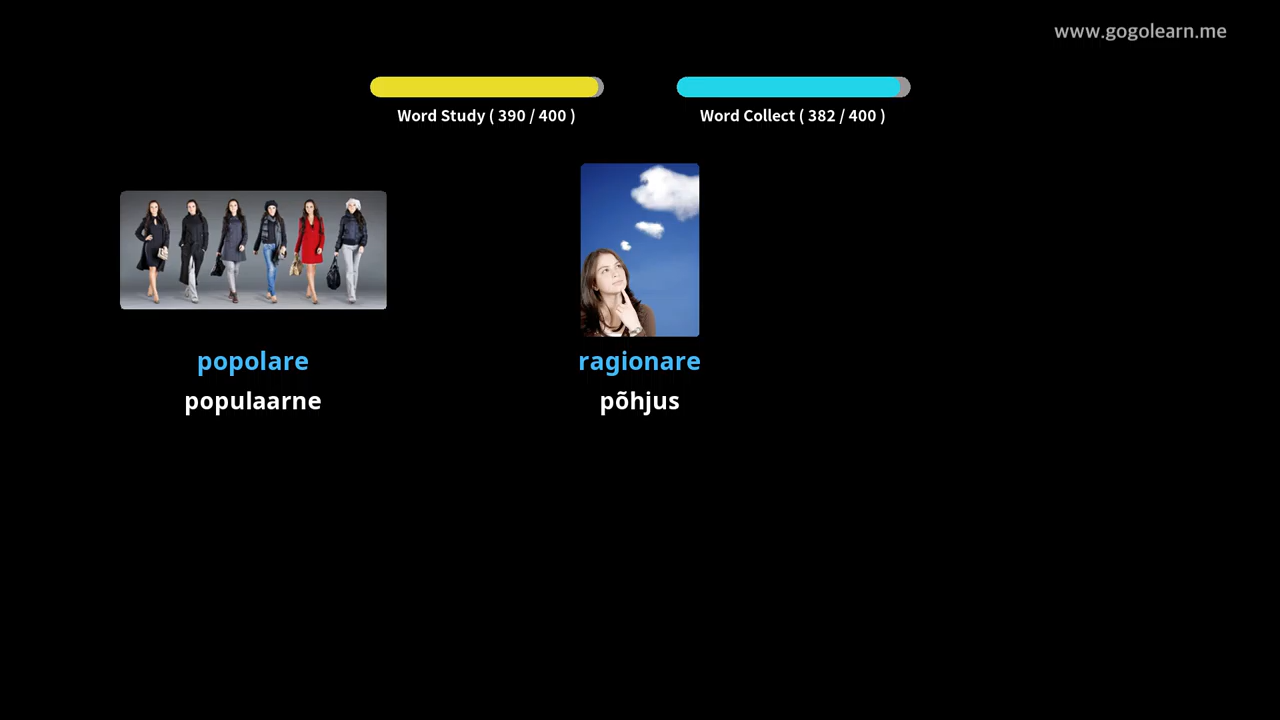 www.gogolearn.me
Word Study ( 390 / 400 )
Word Collect ( 382 / 400 )
popolare
populaarne
ragionare
põhjus